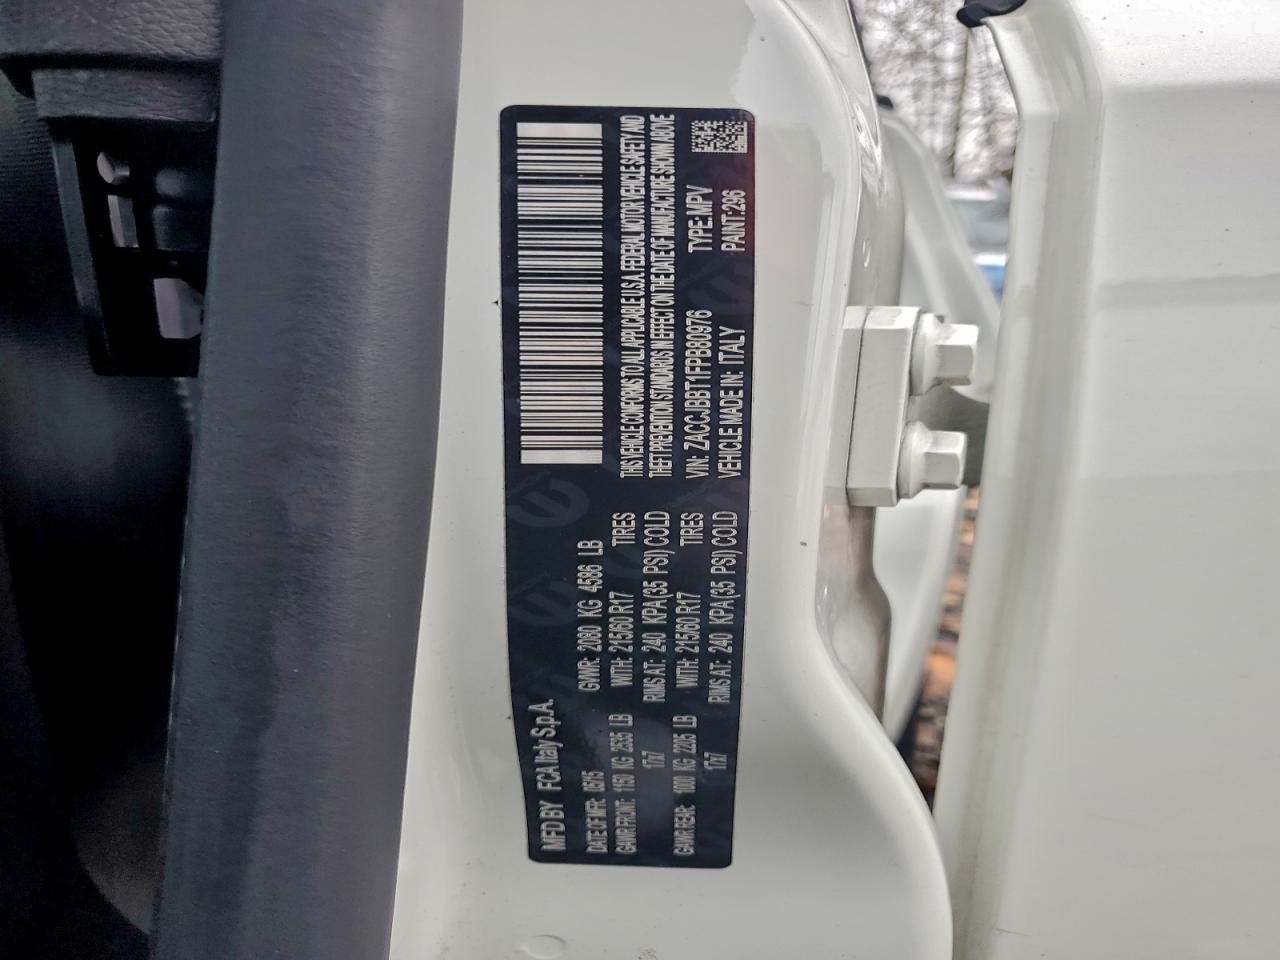 MFD BY FCA Italy S.p.A.
DATE OF MFR: 05/15 GVWR: 2080 KG 4586 LB
GAWR FRONT: 1150 KG 2535 LB WITH: 215/60 R17 TIRES
17x7 RIMS AT: 240 KPA(35 PSI) COLD
GAWR REAR: 1000 KG 2205 LB WITH: 215/60 R17 TIRES
17x7 RIMS AT: 240 KPA(35 PSI) COLD
THIS VEHICLE CONFORMS TO ALL APPLICABLE U.S.A. FEDERAL MOTOR VEHICLE SAFETY AND
THEFT PREVENTION STANDARDS IN EFFECT ON THE DATE OF MANUFACTURE SHOWN ABOVE
VIN: ZACCJBBT1FPB80976 TYPE: MPV
VEHICLE MADE IN: ITALY PAINT:296